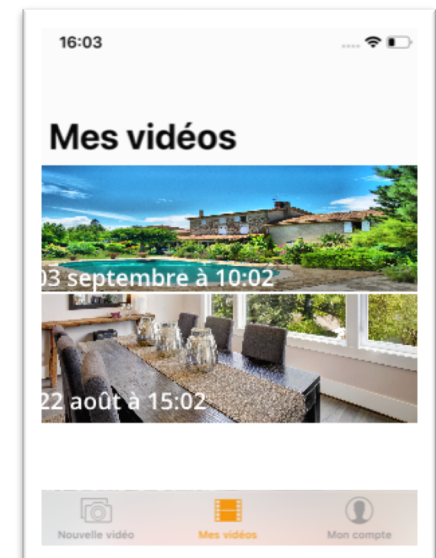 16:03
Mes vidéos
03 septembre à 10:02
22 août à 15:02
Nouvelle vidéo
Mes vidéos
Mon compte